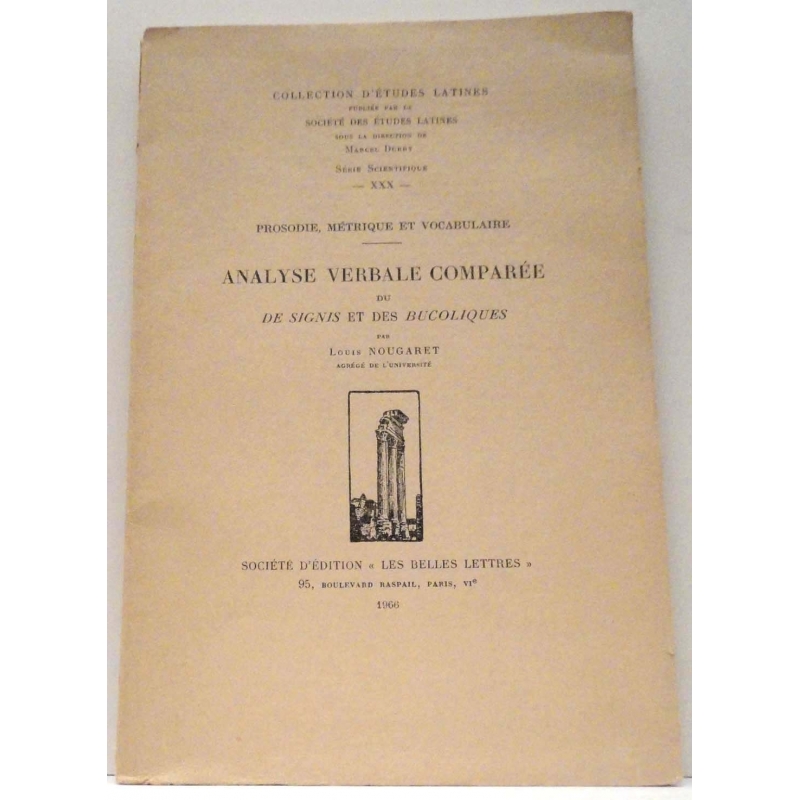 COLLECTION D'ÉTUDES LATINES
PUBLIÉE PAR LA
SOCIÉTÉ DES ÉTUDES LATINES
SOUS LA DIRECTION DE
MARCEL DURRY
SÉRIE SCIENTIFIQUE
— XXX —
PROSODIE, MÉTRIQUE ET VOCABULAIRE
ANALYSE VERBALE COMPARÉE
DU
DE SIGNIS ET DES BUCOLIQUES
PAR
LOUIS NOUGARET
AGRÉGÉ DE L'UNIVERSITÉ
SOCIÉTÉ D'ÉDITION « LES BELLES LETTRES »
95, BOULEVARD RASPAIL, PARIS, VIe
1966